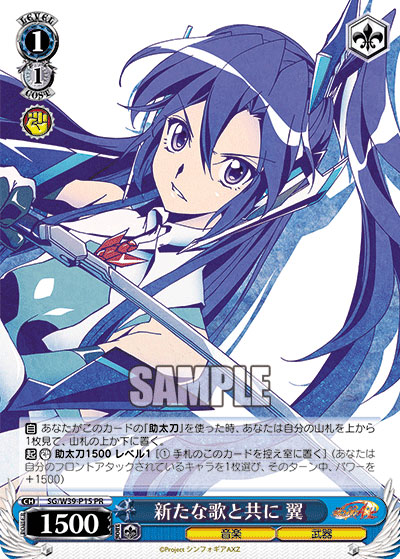 LEVEL
1
1
COST
SAMPLE
自 あなたがこのカードの「助太刀」を使った時、あなたは自分の山札を上から
1枚見て、山札の上か下に置く。
起 助太刀1500 レベル1 [① 手札のこのカードを控え室に置く] (あなたは
自分のフロントアタックされているキャラを1枚選び、そのターン中、パワーを
+1500)
CH
SG/W39-P15 PR
POWER
1500
新たな歌と共に 翼
音楽
武器
©Project シンフォギアAXZ